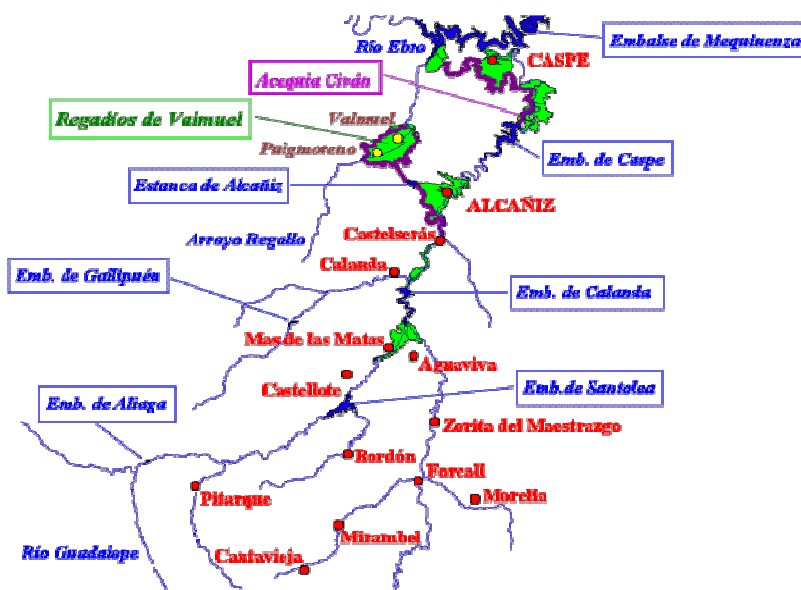 Río Ebro
Embalse de Mequinenza
CASPE
Acequia Civán
Regadíos de Valmuel
Valmuel
Puigmoreno
Emb. de Caspe
Estanca de Alcañiz
ALCAÑIZ
Castelserás
Arroyo Regallo
Calanda
Emb. de Gallipuén
Emb. de Calanda
Mas de las Matas
Aguaviva
Castellote
Emb.de Santolea
Emb. de Aliaga
Zorita del Maestrazgo
Bordón
Forcall
Pitarque
Morella
Mirambel
Río Guadalope
Cantavieja